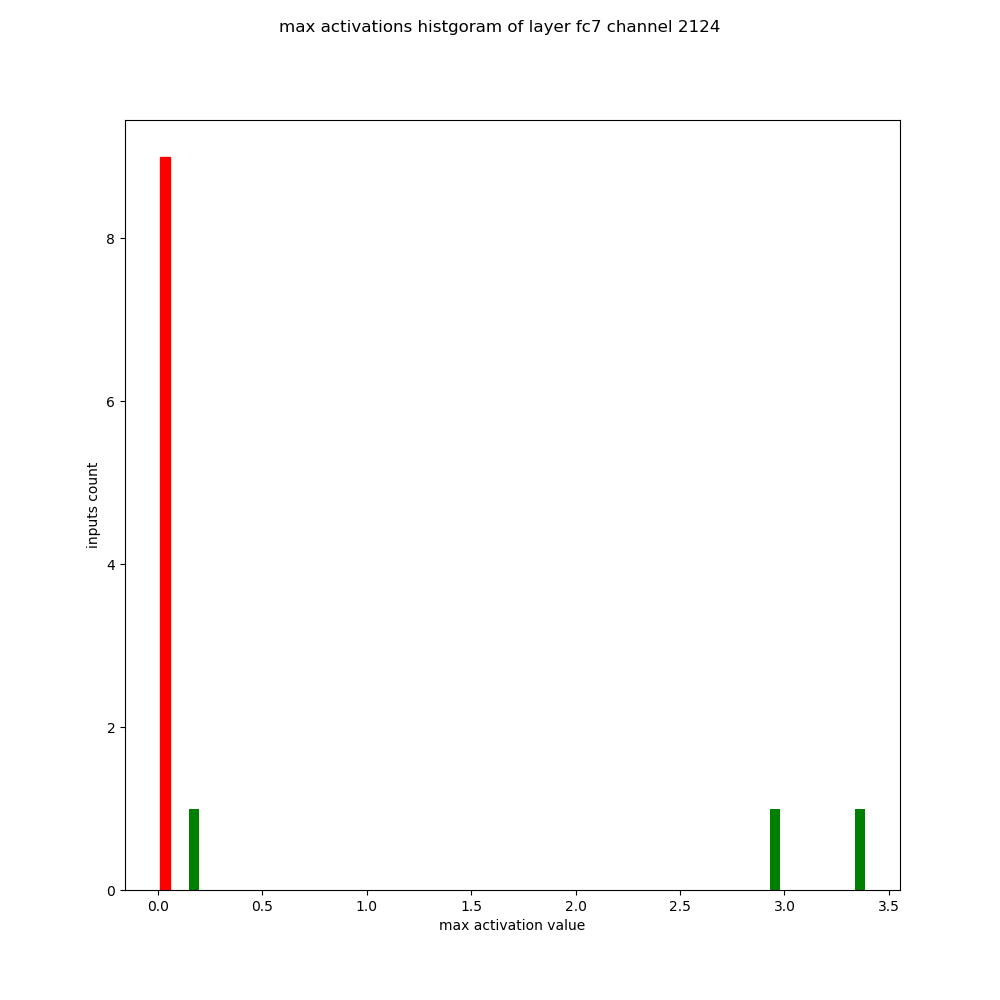 max activations histgoram of layer fc7 channel 2124
8
6
4
2
0
inputs count
0.0 0.5 1.0 1.5 2.0 2.5 3.0 3.5
max activation value